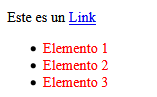 Este es un Link
Elemento 1
Elemento 2
Elemento 3